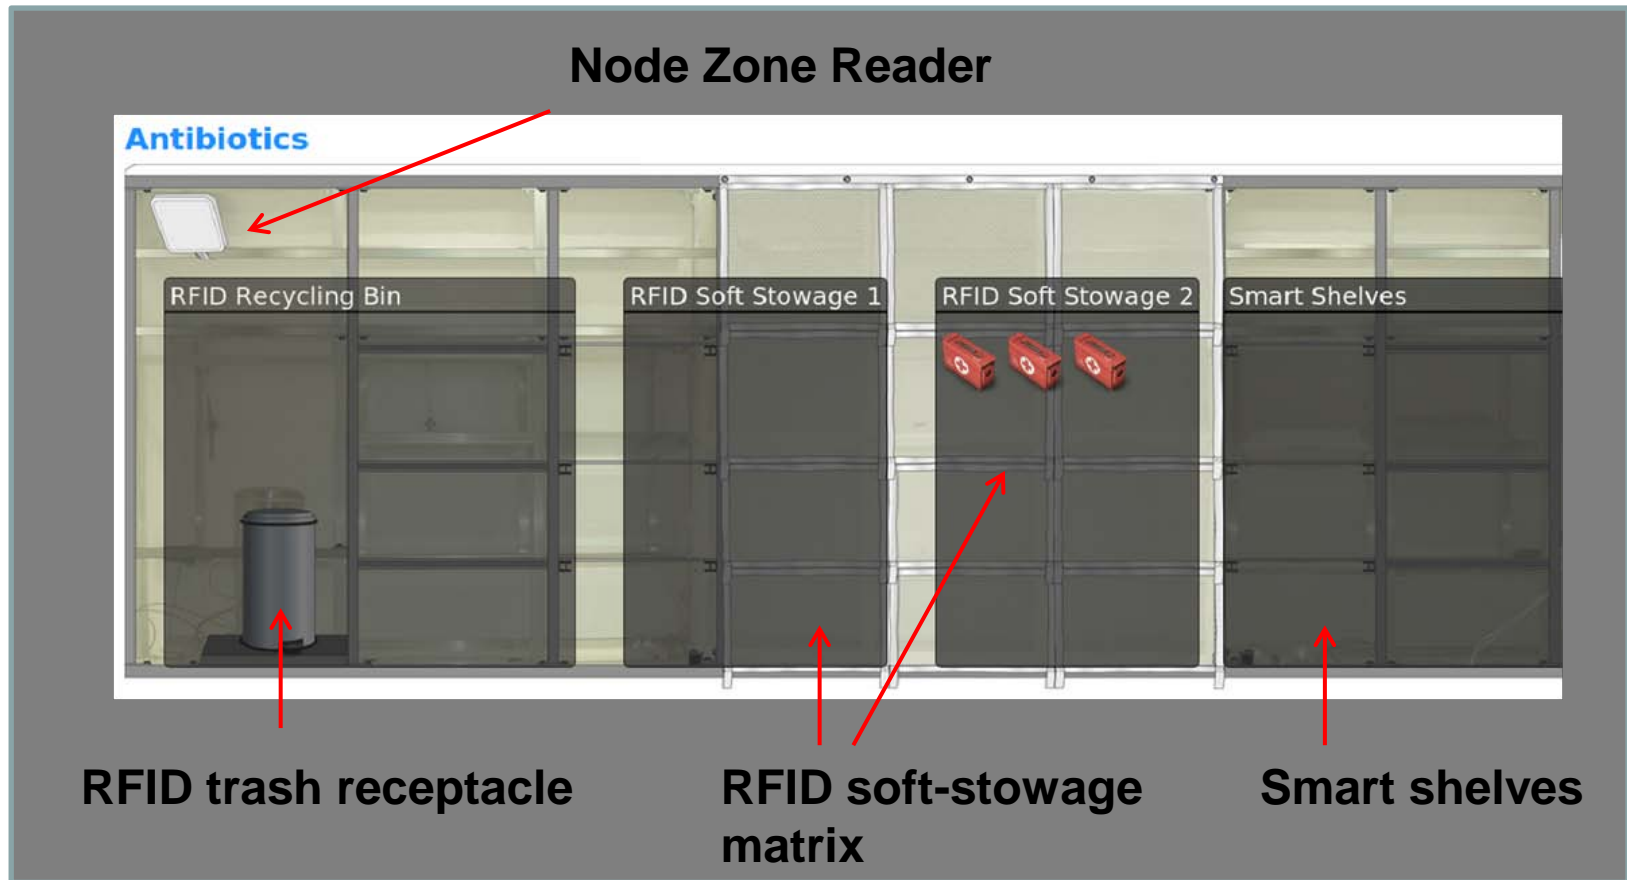 Node Zone Reader
Antibiotics
RFID Recycling Bin
RFID Soft Stowage 1
RFID Soft Stowage 2
Smart Shelves
RFID trash receptacle
RFID soft-stowage
matrix
Smart shelves